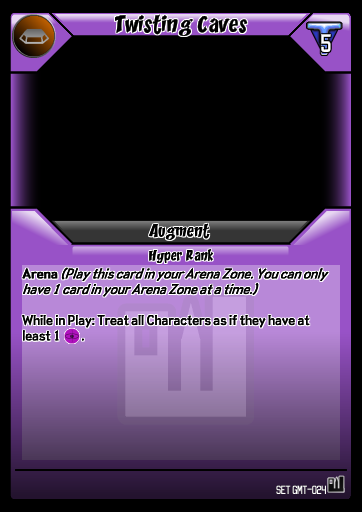 Twisting Caves
5
Augment
Hyper Rank
Arena (Play this card in your Arena Zone. You can only
have 1 card in your Arena Zone at a time.)
While in Play: Treat all Characters as if they have at
least 1 .
SET GMT-024